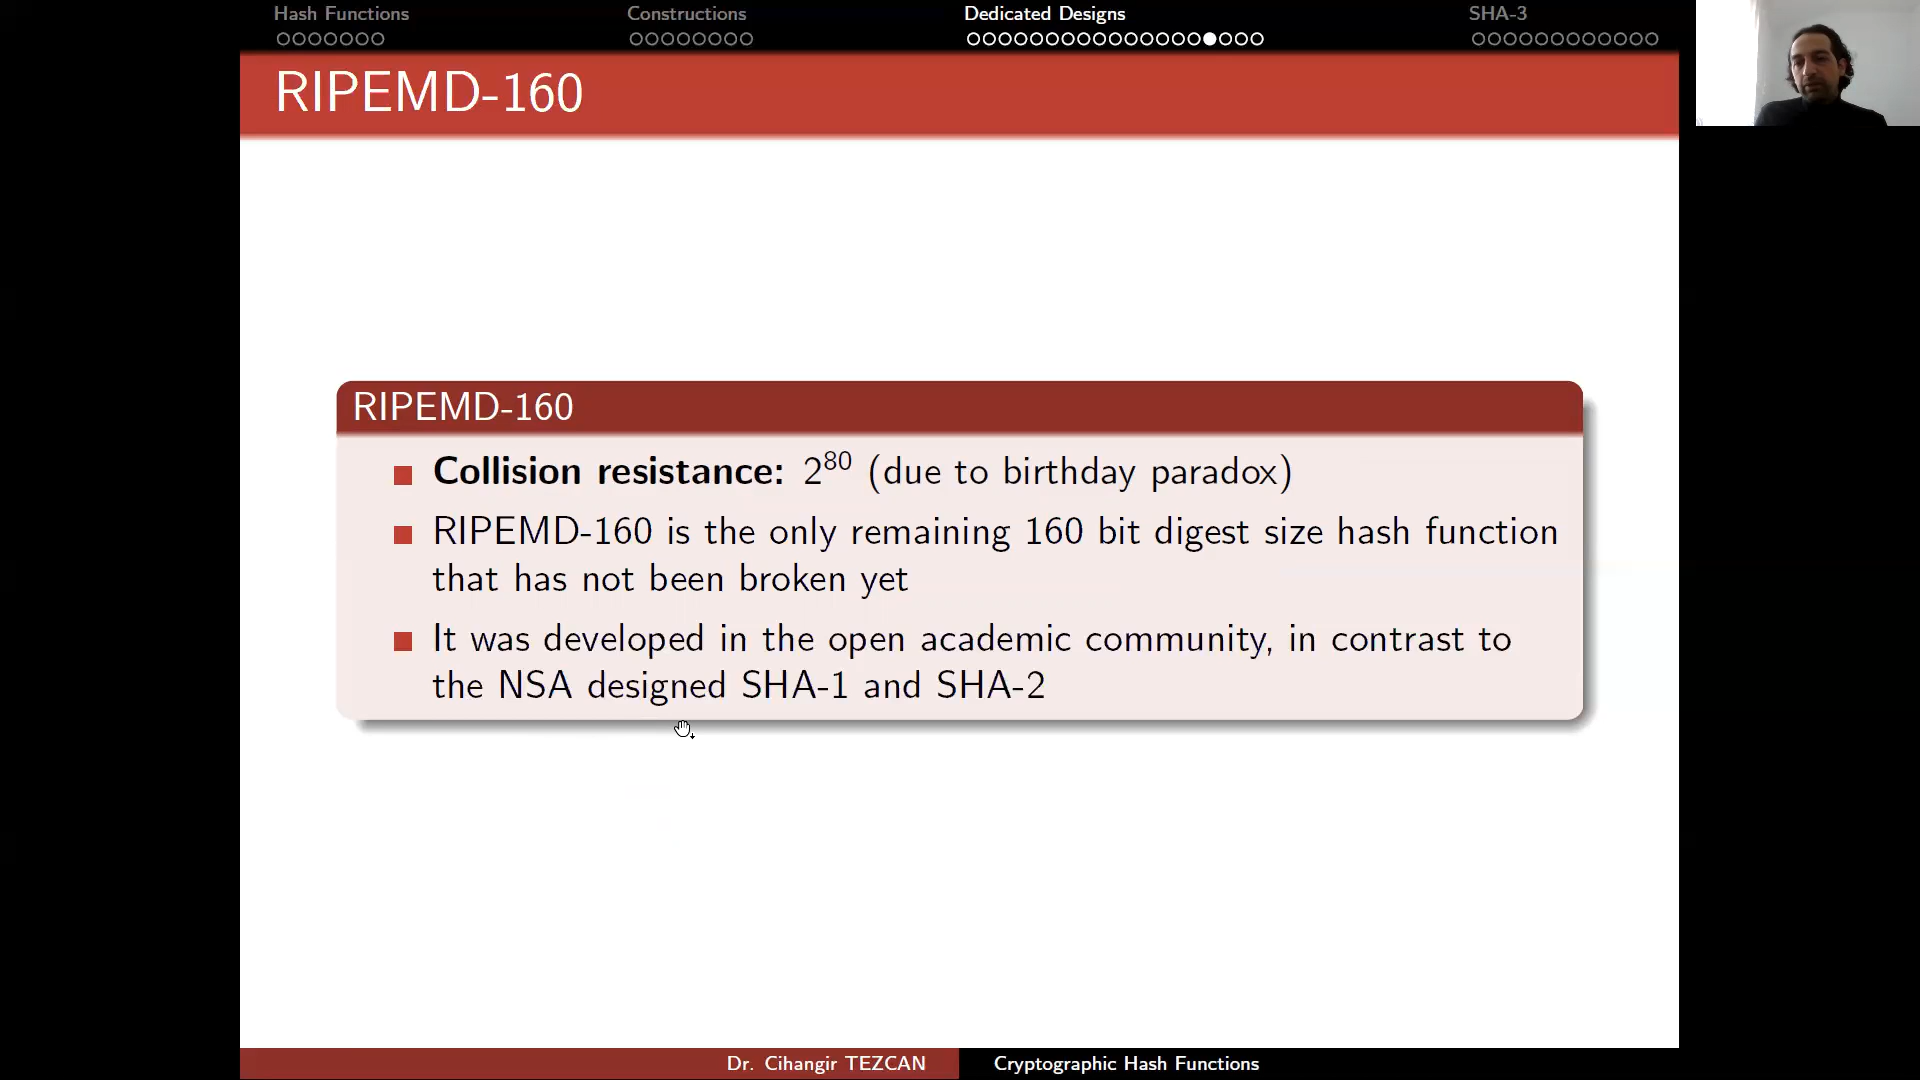 Hash Functions
Constructions
Dedicated Designs
SHA-3
RIPEMD-160
RIPEMD-160
Collision resistance: 2^80 (due to birthday paradox)
RIPEMD-160 is the only remaining 160 bit digest size hash function
that has not been broken yet
It was developed in the open academic community, in contrast to
the NSA designed SHA-1 and SHA-2
Dr. Cihangir TEZCAN
Cryptographic Hash Functions